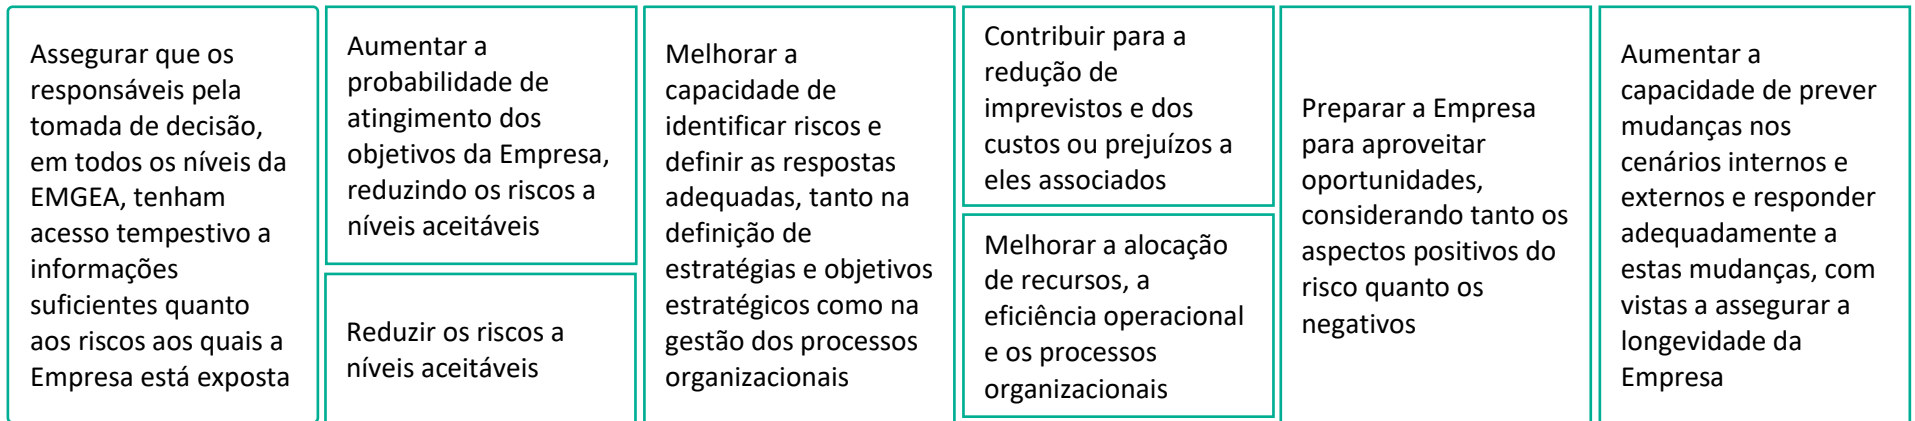 Assegurar que os
responsáveis pela
tomada de decisão,
em todos os níveis da
EMGEA, tenham
acesso tempestivo a
informações
suficientes quanto
aos riscos aos quais a
Empresa está exposta
Aumentar a
probabilidade de
atingimento dos
objetivos da Empresa,
reduzindo os riscos a
níveis aceitáveis
Reduzir os riscos a
níveis aceitáveis
Melhorar a
capacidade de
identificar riscos e
definir as respostas
adequadas, tanto na
definição de
estratégias e objetivos
estratégicos como na
gestão dos processos
organizacionais
Contribuir para a
redução de
imprevistos e dos
custos ou prejuízos a
eles associados
Melhorar a alocação
de recursos, a
eficiência operacional
e os processos
organizacionais
Preparar a Empresa
para aproveitar
oportunidades,
considerando tanto os
aspectos positivos do
risco quanto os
negativos
Aumentar a
capacidade de prever
mudanças nos
cenários internos e
externos e responder
adequadamente a
estas mudanças, com
vistas a assegurar a
longevidade da
Empresa